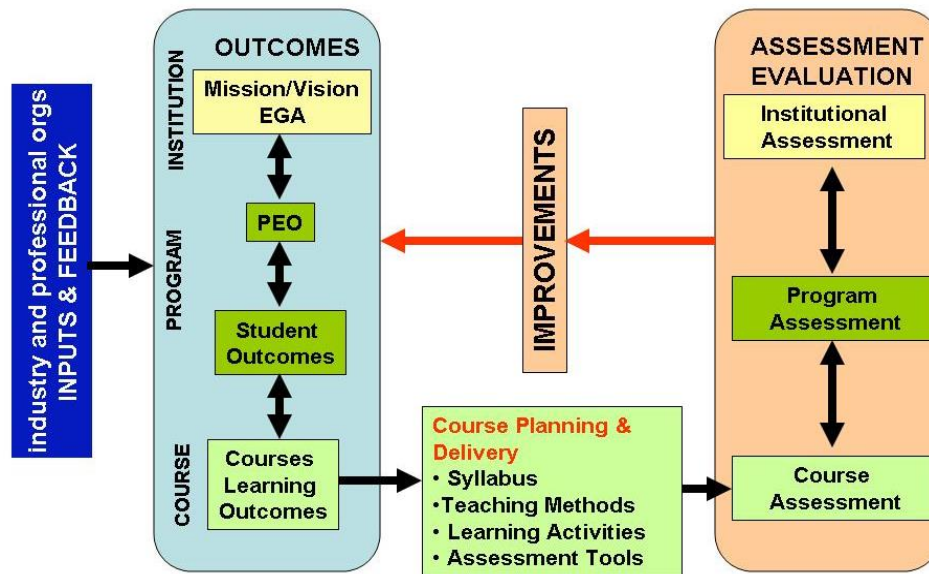 industry and professional orgs
INPUTS & FEEDBACK
OUTCOMES
INSTITUTION
Mission/Vision
EGA
PROGRAM
PEO
Student
Outcomes
COURSE
Courses
Learning
Outcomes
Course Planning &
Delivery
• Syllabus
•Teaching Methods
• Learning Activities
• Assessment Tools
IMPROVEMENTS
ASSESSMENT
EVALUATION
Institutional
Assessment
Program
Assessment
Course
Assessment